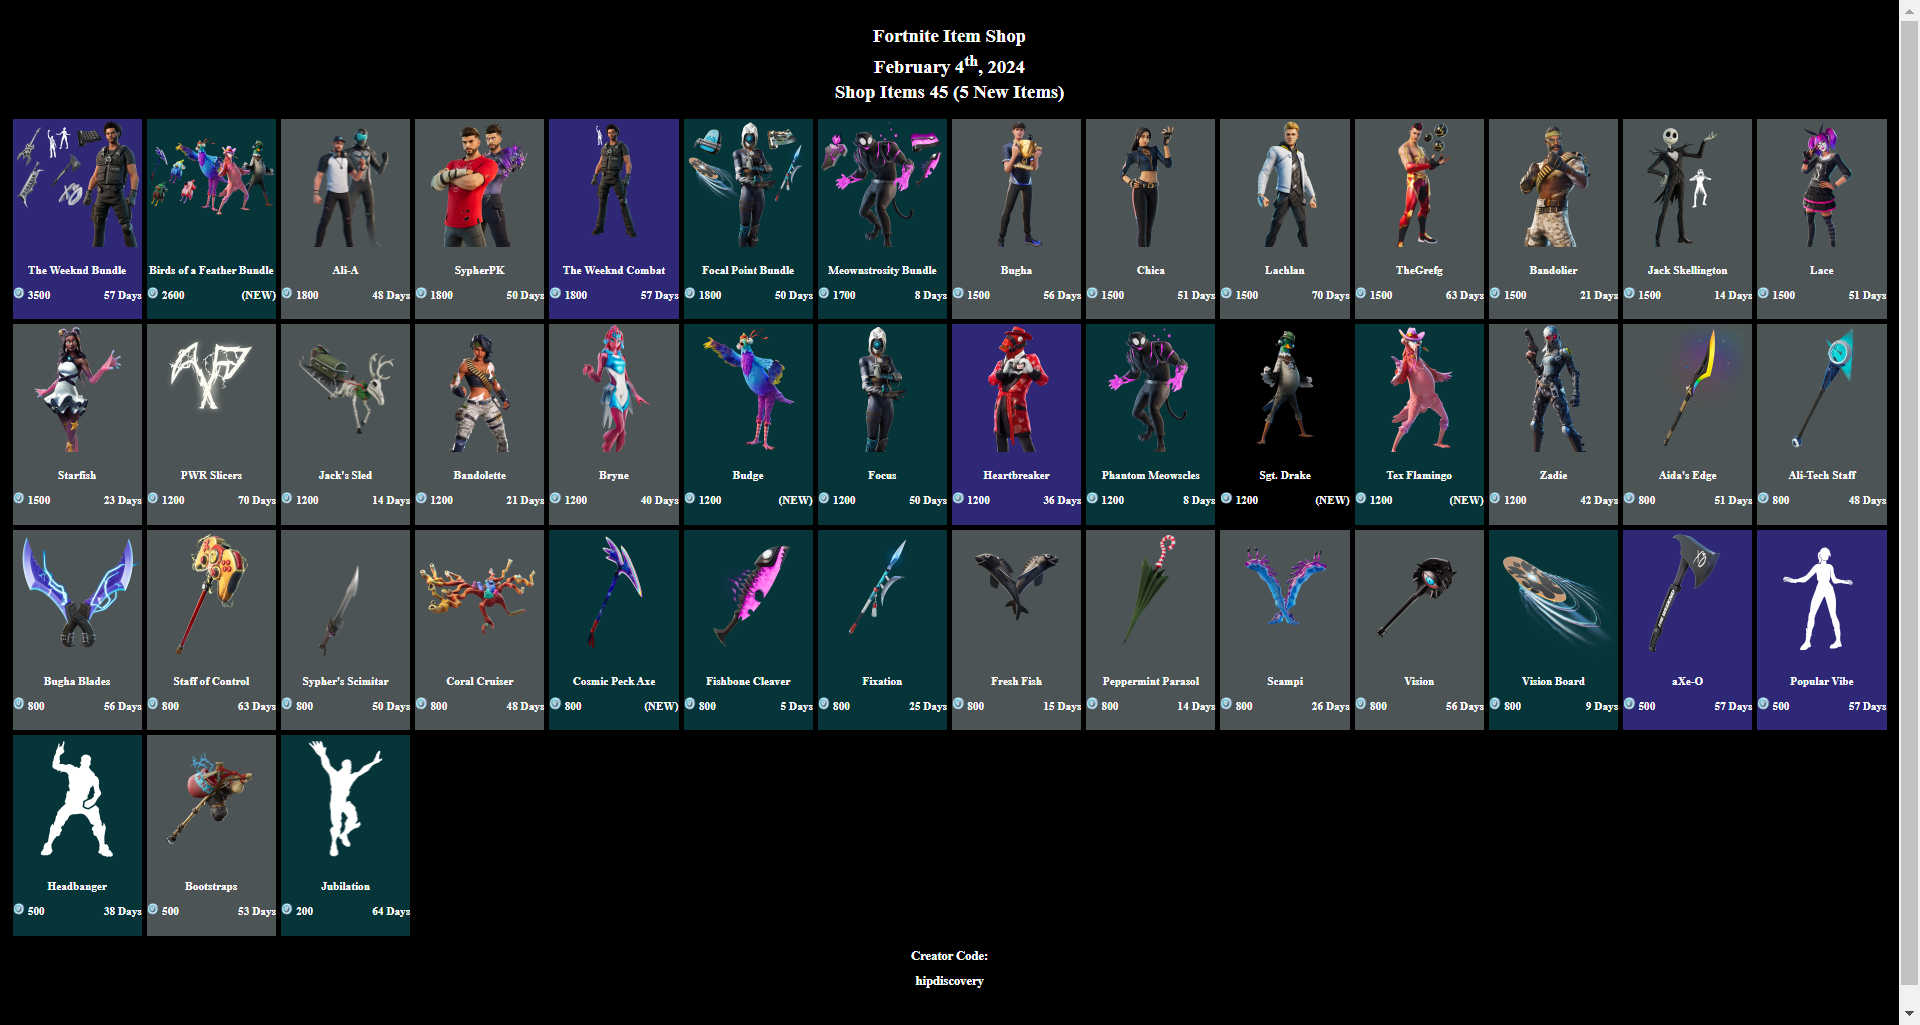 Fortnite Item Shop
February 4th, 2024
Shop Items 45 (5 New Items)
The Weeknd Bundle
3500 57 Days
Birds of a Feather Bundle
2600 (NEW)
Ali-A
1800 48 Days
SypherPK
1800 50 Days
The Weeknd Combat
1800 57 Days
Focal Point Bundle
1800 50 Days
Meownstrosity Bundle
1700 8 Days
Bugha
1500 56 Days
Chica
1500 51 Days
Lachlan
1500 70 Days
TheGrefg
1500 63 Days
Bandolier
1500 21 Days
Jack Skellington
1500 14 Days
Lace
1500 51 Days
Starfish
1500 23 Days
PWR Slicers
1200 70 Days
Jack's Sled
1200 14 Days
Bandolette
1200 21 Days
Bryne
1200 40 Days
Budge
1200 (NEW)
Focus
1200 50 Days
Heartbreaker
1200 36 Days
Phantom Meowscles
1200 8 Days
Sgt. Drake
1200 (NEW)
Tex Flamingo
1200 (NEW)
Zadie
1200 42 Days
Aida's Edge
800 51 Days
Ali-Tech Staff
800 48 Days
Bugha Blades
800 56 Days
Staff of Control
800 63 Days
Sypher's Scimitar
800 50 Days
Coral Cruiser
800 48 Days
Cosmic Peck Axe
800 (NEW)
Fishbone Cleaver
800 5 Days
Fixation
800 25 Days
Fresh Fish
800 15 Days
Peppermint Parasol
800 14 Days
Scampi
800 26 Days
Vision
800 56 Days
Vision Board
800 9 Days
XO
THE WEEKND
aXe-O
500 57 Days
Popular Vibe
500 57 Days
Headbanger
500 38 Days
Bootstraps
500 53 Days
Jubilation
200 64 Days
Creator Code:
hipdiscovery